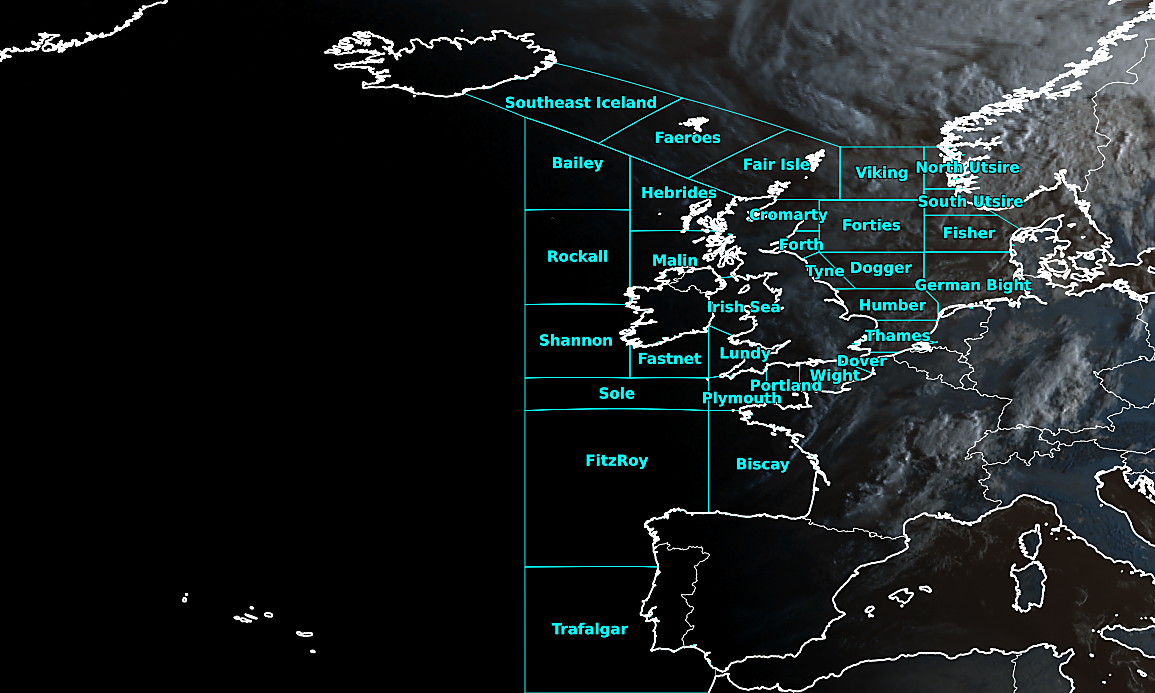 Southeast Iceland
Faeroes
Bailey
Fair Isle
Viking
North Utsire
Hebrides
South Utsire
Cromarty
Forties
Fisher
Forth
Rockall
Malin
Tyne
Dogger
German Bight
Irish Sea
Humber
Shannon
Thames
Fastnet
Lundy
Dover
Wight
Portland
Sole
Plymouth
FitzRoy
Biscay
Trafalgar